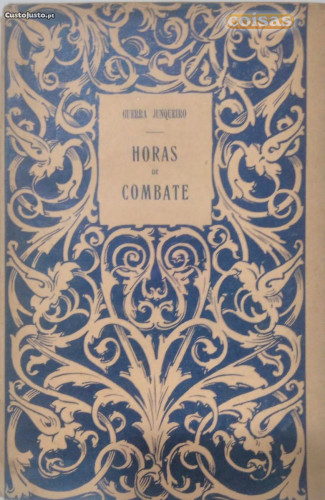 CustoJusto.pt
coisas
GUERRA JUNQUEIRO
HORAS
DE
COMBATE